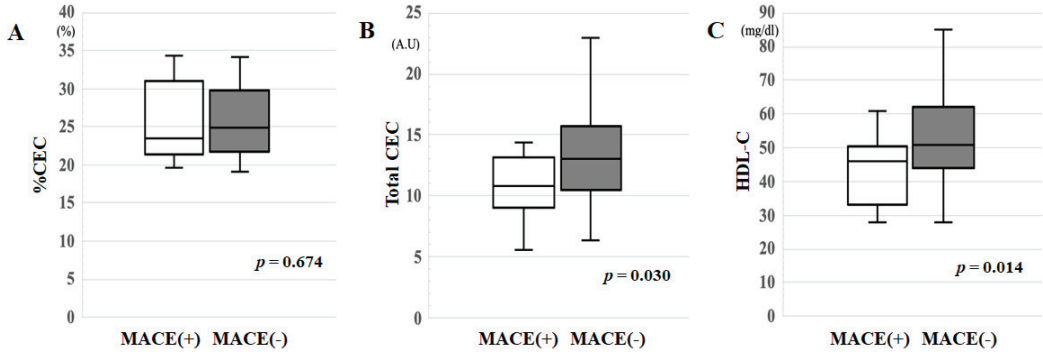 A
(%)
%CEC
40
35
30
25
20
15
10
5
0
p = 0.674
MACE(+) MACE(-)
B
(A.U)
Total CEC
25
20
15
10
5
0
p = 0.030
MACE(+) MACE(-)
C
(mg/dl)
HDL-C
90
80
70
60
50
40
30
20
10
0
p = 0.014
MACE(+) MACE(-)